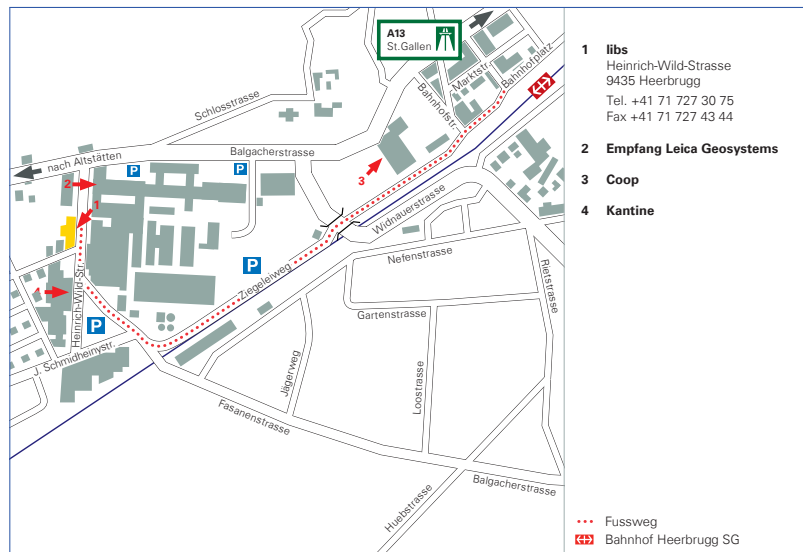 A13
St.Gallen
Schlosstrasse
Balgacherstrasse
nach Altstätten
Bahnhofstr.
Marktstr.
Bahnhofplatz
P
P
2
1
3
4
Widnauerstrasse
Nefenstrasse
Rietstrasse
P
Ziegeleiweg
P
Heinrich-Wild-Str.
J. Schmidheinystr.
Gartenstrasse
Jägerweg
Loostrasse
Fasanenstrasse
Balgacherstrasse
Huebstrasse
1 libs
Heinrich-Wild-Strasse
9435 Heerbrugg
Tel. +41 71 727 30 75
Fax +41 71 727 43 44
2 Empfang Leica Geosystems
3 Coop
4 Kantine
Fussweg
Bahnhof Heerbrugg SG